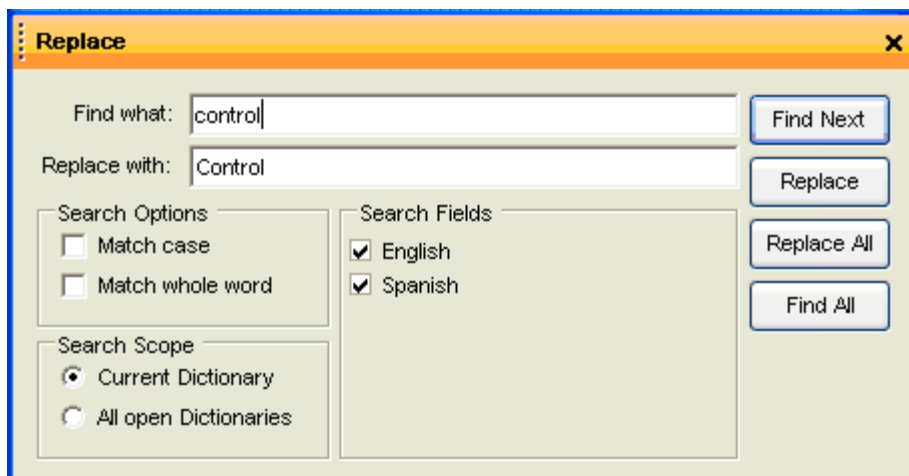 Replace
Find what: control
Find Next
Replace with: Control
Replace
Search Options
Match case
Match whole word
Search Fields
English
Spanish
Replace All
Find All
Search Scope
Current Dictionary
All open Dictionaries